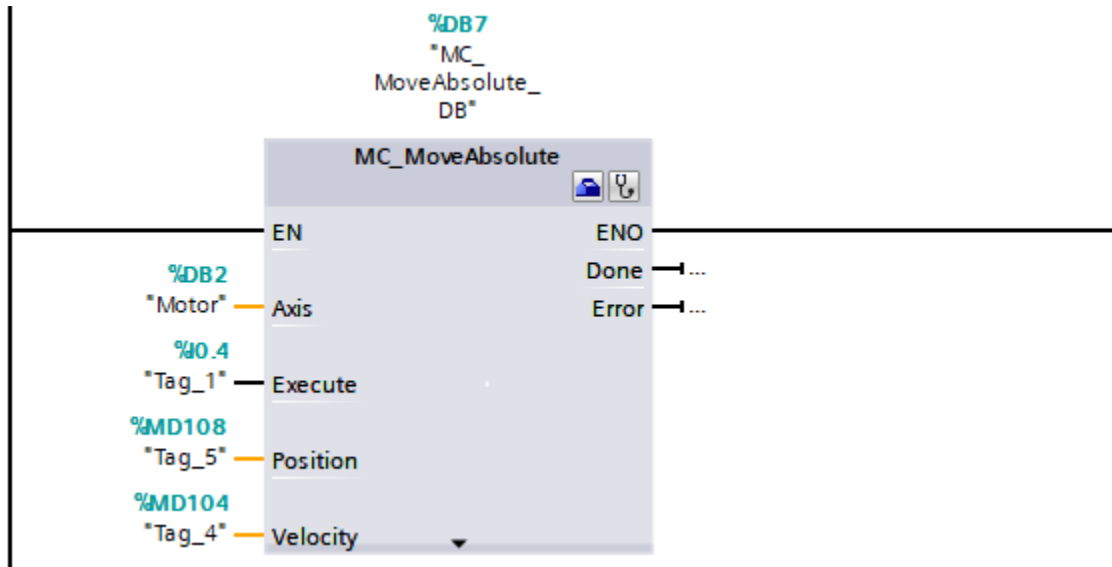 %DB7
"MC_
MoveAbsolute_
DB"
MC_MoveAbsolute
EN
ENO
Done ...
Error ...
%DB2
"Motor"
Axis
%I0.4
"Tag_1"
Execute
%MD108
"Tag_5"
Position
%MD104
"Tag_4"
Velocity